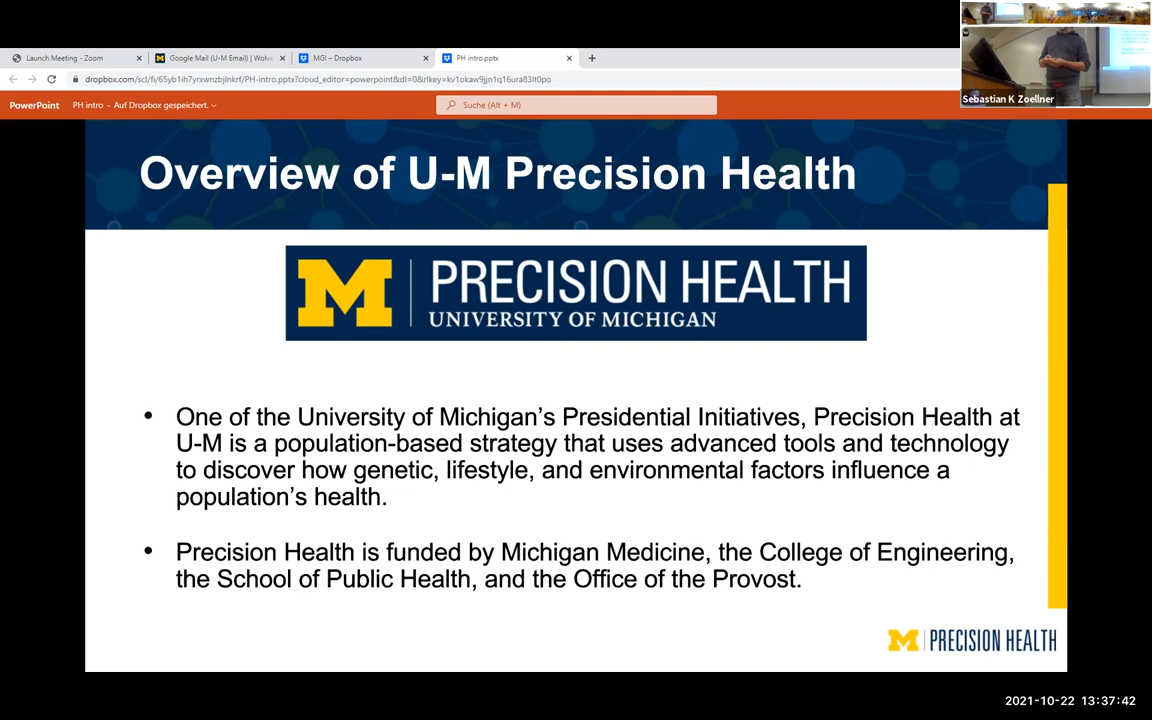 Launch Meeting - Zoom
Google Mail (U-M Email) | Wolve
MGI – Dropbox
PH intro.pptx
dropbox.com/scl/fi/65yb1ih7yrxwnzbjlnkrf/PH-intro.pptx?cloud_editor=powerpoint&dl=0&rlkey=kv1okaw9jjn1q16ura83lt0po
PowerPoint
PH intro - Auf Dropbox gespeichert.
Suche (Alt + M)
Sebastian K Zoellner
Overview of U-M Precision Health
M PRECISION HEALTH
UNIVERSITY OF MICHIGAN
• One of the University of Michigan’s Presidential Initiatives, Precision Health at
U-M is a population-based strategy that uses advanced tools and technology
to discover how genetic, lifestyle, and environmental factors influence a
population’s health.
• Precision Health is funded by Michigan Medicine, the College of Engineering,
the School of Public Health, and the Office of the Provost.
M PRECISION HEALTH
2021-10-22 13:37:42